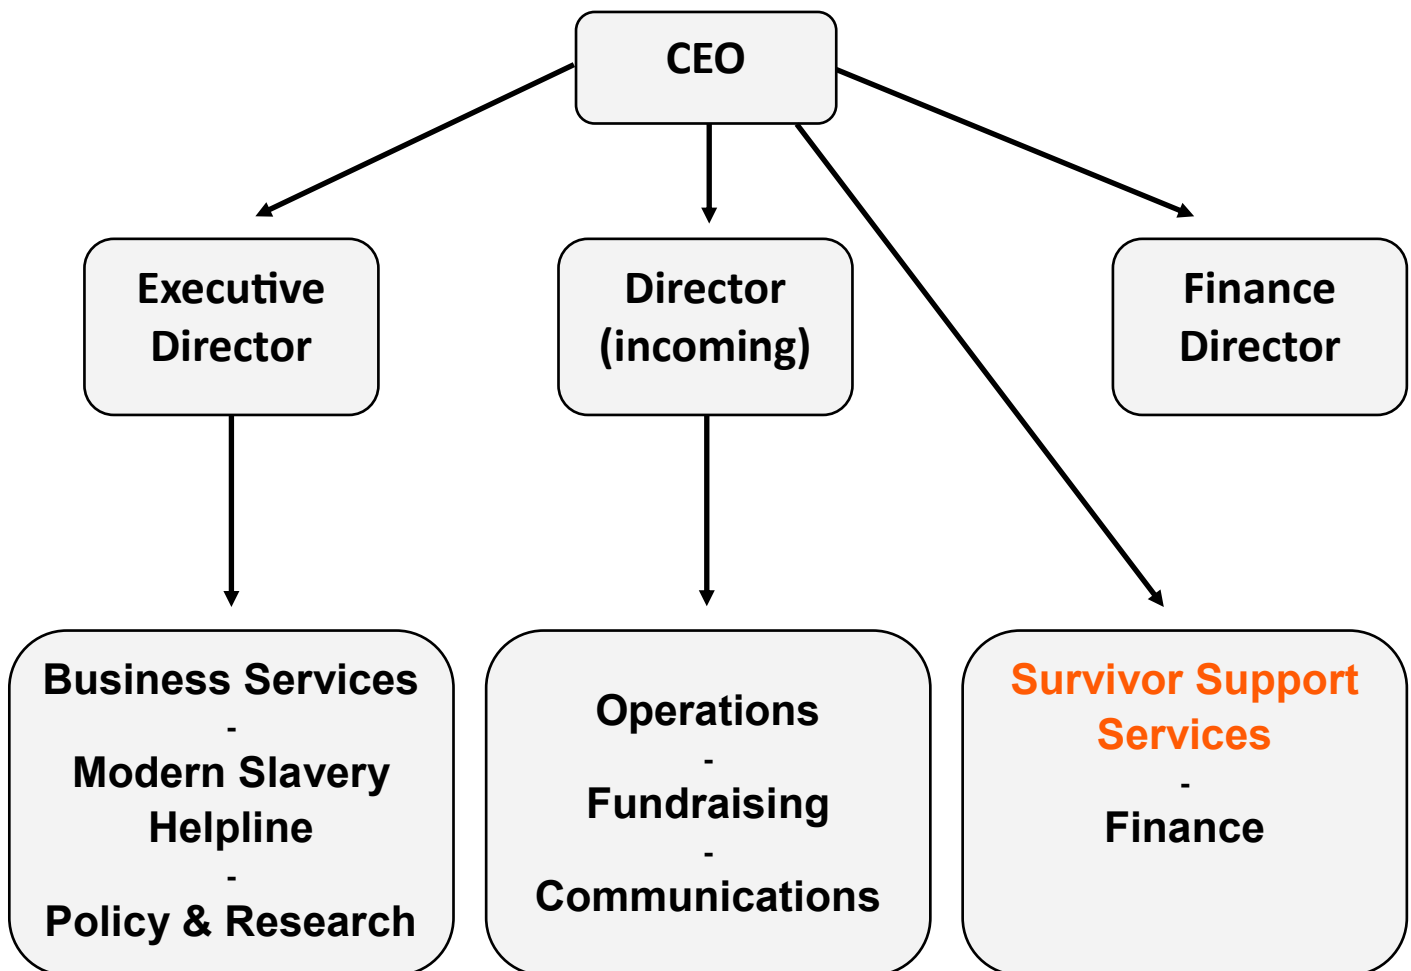 CEO
Executive
Director
Director
(incoming)
Finance
Director
Business Services
-
Modern Slavery
Helpline
-
Policy & Research
Operations
-
Fundraising
-
Communications
Survivor Support
Services
-
Finance